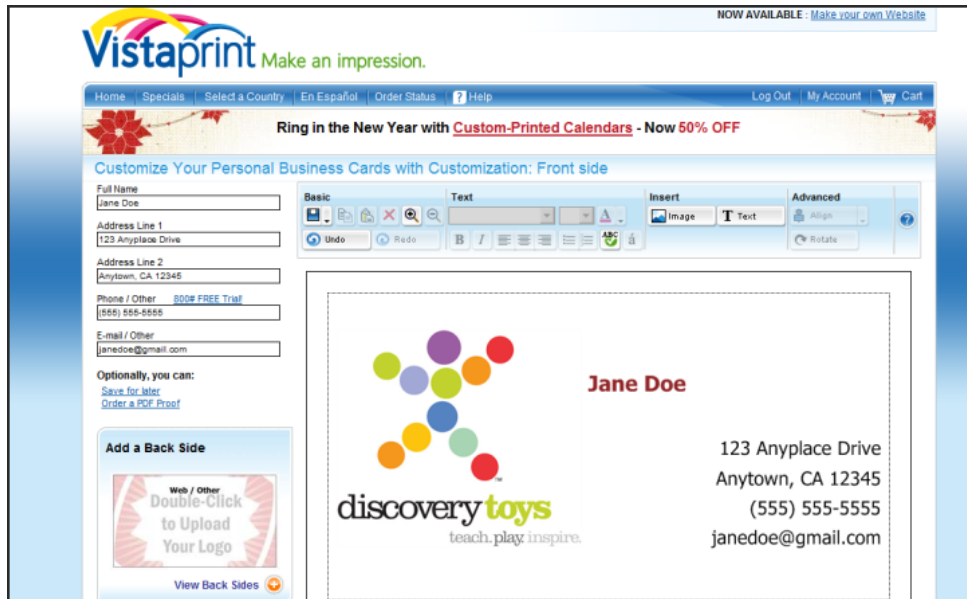 NOW AVAILABLE : Make your own Website
Vistaprint Make an impression.
Home Specials Select a Country En Español Order Status ? Help Log Out My Account Cart
Ring in the New Year with Custom-Printed Calendars - Now 50% OFF
Customize Your Personal Business Cards with Customization: Front side
Full Name
Jane Doe
Address Line 1
123 Anyplace Drive
Address Line 2
Anytown, CA 12345
Phone / Other 800# FREE Trial!
(555) 555-5555
E-mail / Other
janedoe@gmail.com
Optionally, you can:
Save for later
Order a PDF Proof
Add a Back Side
Web / Other
Double-Click
to Upload
Your Logo
View Back Sides
Basic Text Insert Advanced
A Image T Text Align ?
Undo Redo B I ABC á Rotate
discovery toys™
teach. play. inspire.
Jane Doe
123 Anyplace Drive
Anytown, CA 12345
(555) 555-5555
janedoe@gmail.com